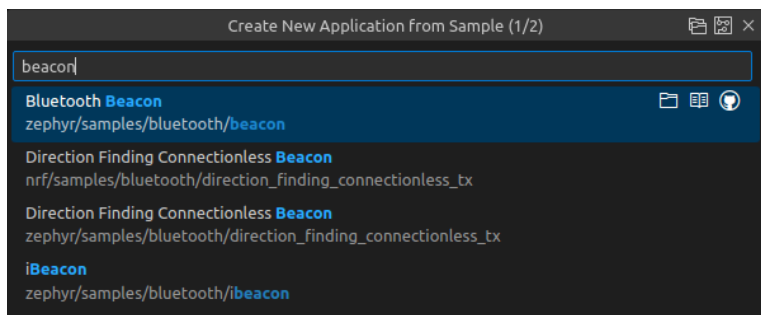 Create New Application from Sample (1/2)
beacon
Bluetooth Beacon
zephyr/samples/bluetooth/beacon
Direction Finding Connectionless Beacon
nrf/samples/bluetooth/direction_finding_connectionless_tx
Direction Finding Connectionless Beacon
zephyr/samples/bluetooth/direction_finding_connectionless_tx
iBeacon
zephyr/samples/bluetooth/ibeacon